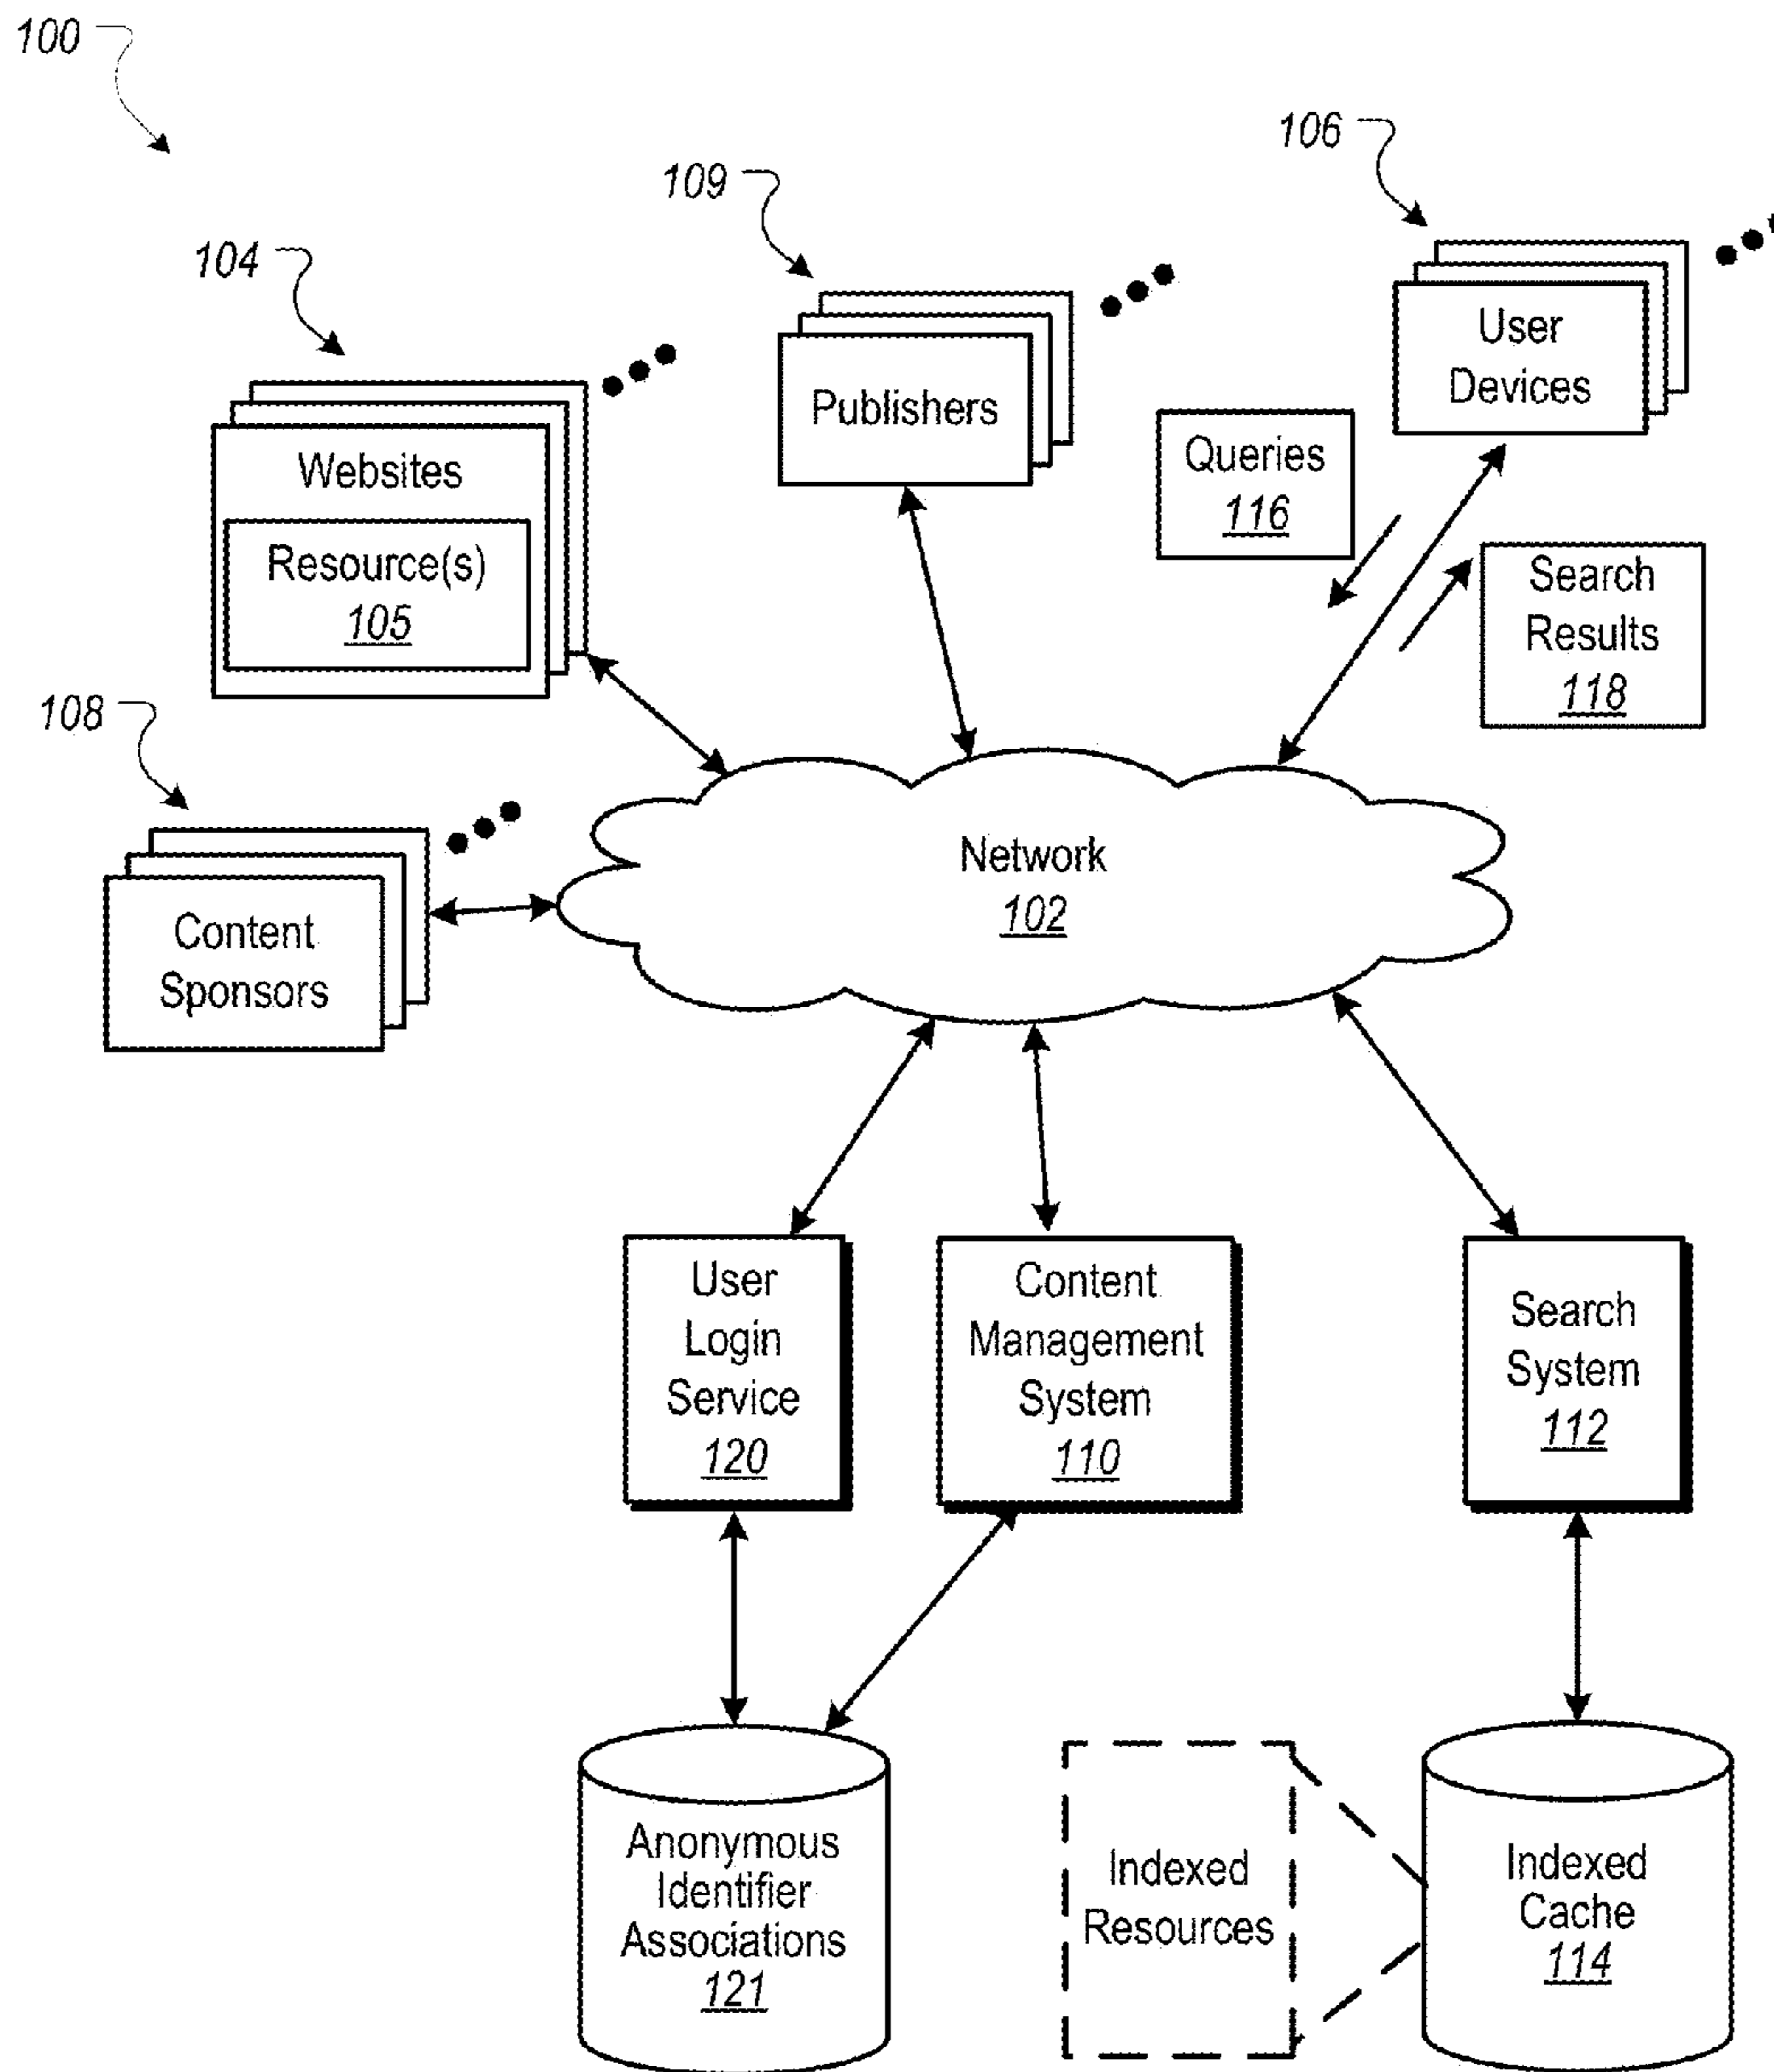 100
106
109
104
User
Devices
Publishers
Queries
116
Websites
Resource(s)
105
Search
Results
118
108
Network
102
Content
Sponsors
User
Login
Service
120
Content
Management
System
110
Search
System
112
Anonymous
Identifier
Associations
121
Indexed
Resources
Indexed
Cache
114